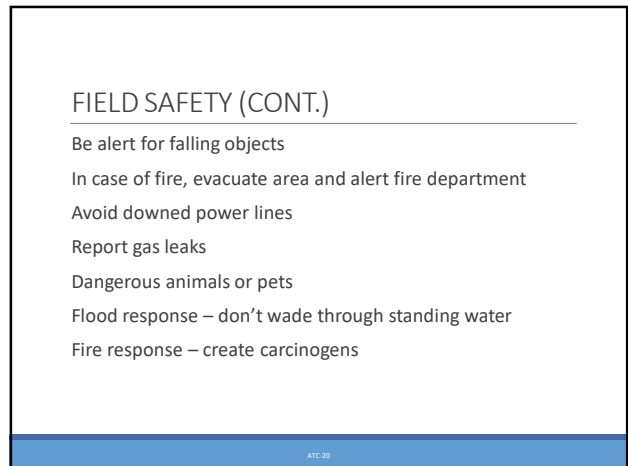 FIELD SAFETY (CONT.)
Be alert for falling objects
In case of fire, evacuate area and alert fire department
Avoid downed power lines
Report gas leaks
Dangerous animals or pets
Flood response – don't wade through standing water
Fire response – create carcinogens
ATC-20